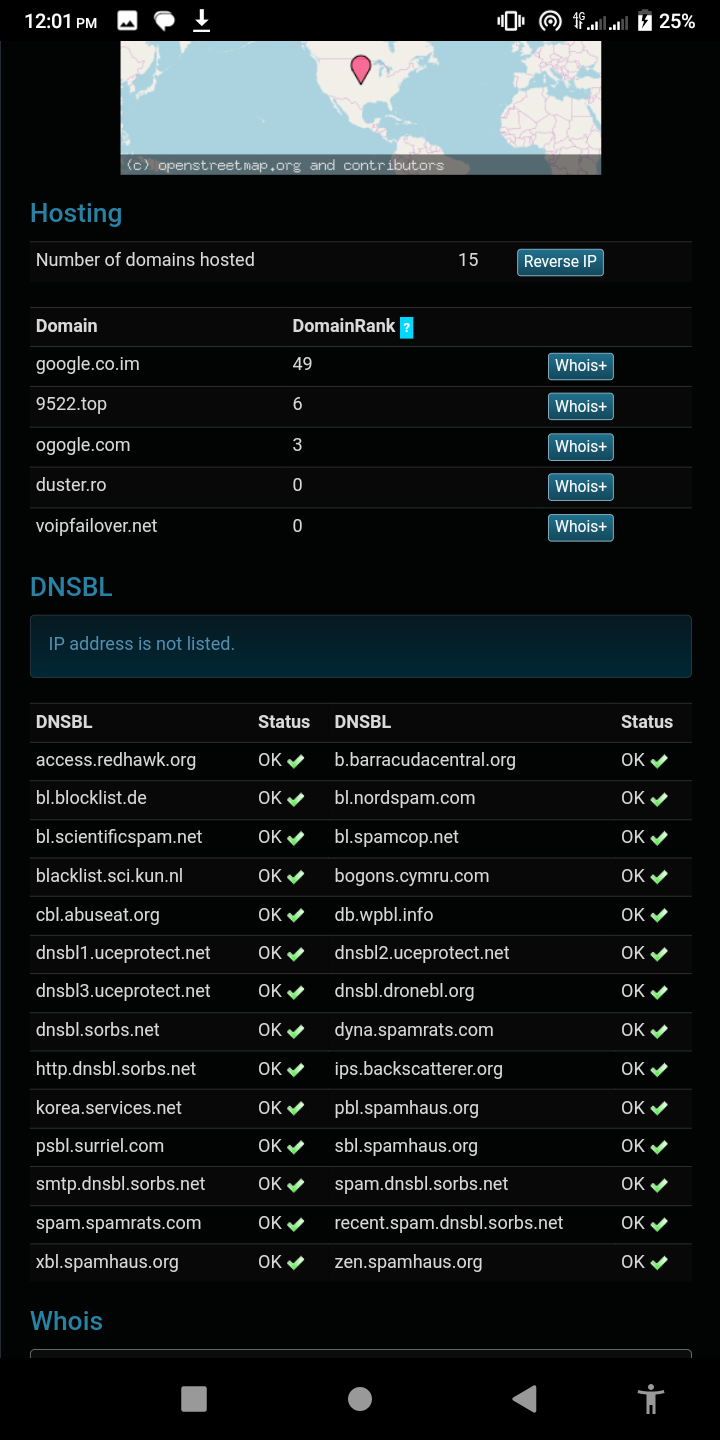 12:01 PM 4G 25%
(c) openstreetmap.org and contributors
Hosting
Number of domains hosted 15 Reverse IP
Domain DomainRank ?
google.co.im 49 Whois+
9522.top 6 Whois+
ogogle.com 3 Whois+
duster.ro 0 Whois+
voipfailover.net 0 Whois+
DNSBL
IP address is not listed.
DNSBL Status DNSBL Status
access.redhawk.org OK b.barracudacentral.org OK
bl.blocklist.de OK bl.nordspam.com OK
bl.scientificspam.net OK bl.spamcop.net OK
blacklist.sci.kun.nl OK bogons.cymru.com OK
cbl.abuseat.org OK db.wpbl.info OK
dnsbl1.uceprotect.net OK dnsbl2.uceprotect.net OK
dnsbl3.uceprotect.net OK dnsbl.dronebl.org OK
dnsbl.sorbs.net OK dyna.spamrats.com OK
http.dnsbl.sorbs.net OK ips.backscatterer.org OK
korea.services.net OK pbl.spamhaus.org OK
psbl.surriel.com OK sbl.spamhaus.org OK
smtp.dnsbl.sorbs.net OK spam.dnsbl.sorbs.net OK
spam.spamrats.com OK recent.spam.dnsbl.sorbs.net OK
xbl.spamhaus.org OK zen.spamhaus.org OK
Whois